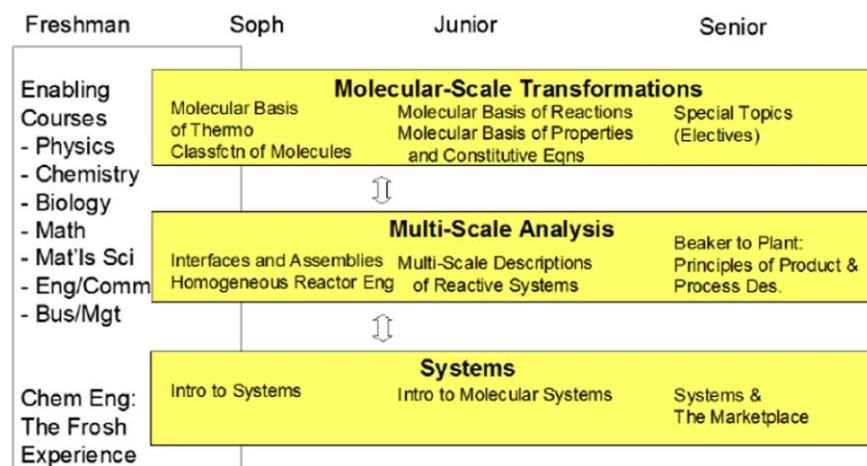 Freshman Soph Junior Senior
Enabling
Courses
- Physics
- Chemistry
- Biology
- Math
- Mat'ls Sci
- Eng/Comm
- Bus/Mgt
Chem Eng:
The Frosh
Experience
Molecular-Scale Transformations
Molecular Basis
of Thermo
Classfctn of Molecules
Molecular Basis of Reactions
Molecular Basis of Properties
and Constitutive Eqns
Special Topics
(Electives)
Multi-Scale Analysis
Interfaces and Assemblies
Homogeneous Reactor Eng
Multi-Scale Descriptions
of Reactive Systems
Beaker to Plant:
Principles of Product &
Process Des.
Systems
Intro to Systems
Intro to Molecular Systems
Systems &
The Marketplace